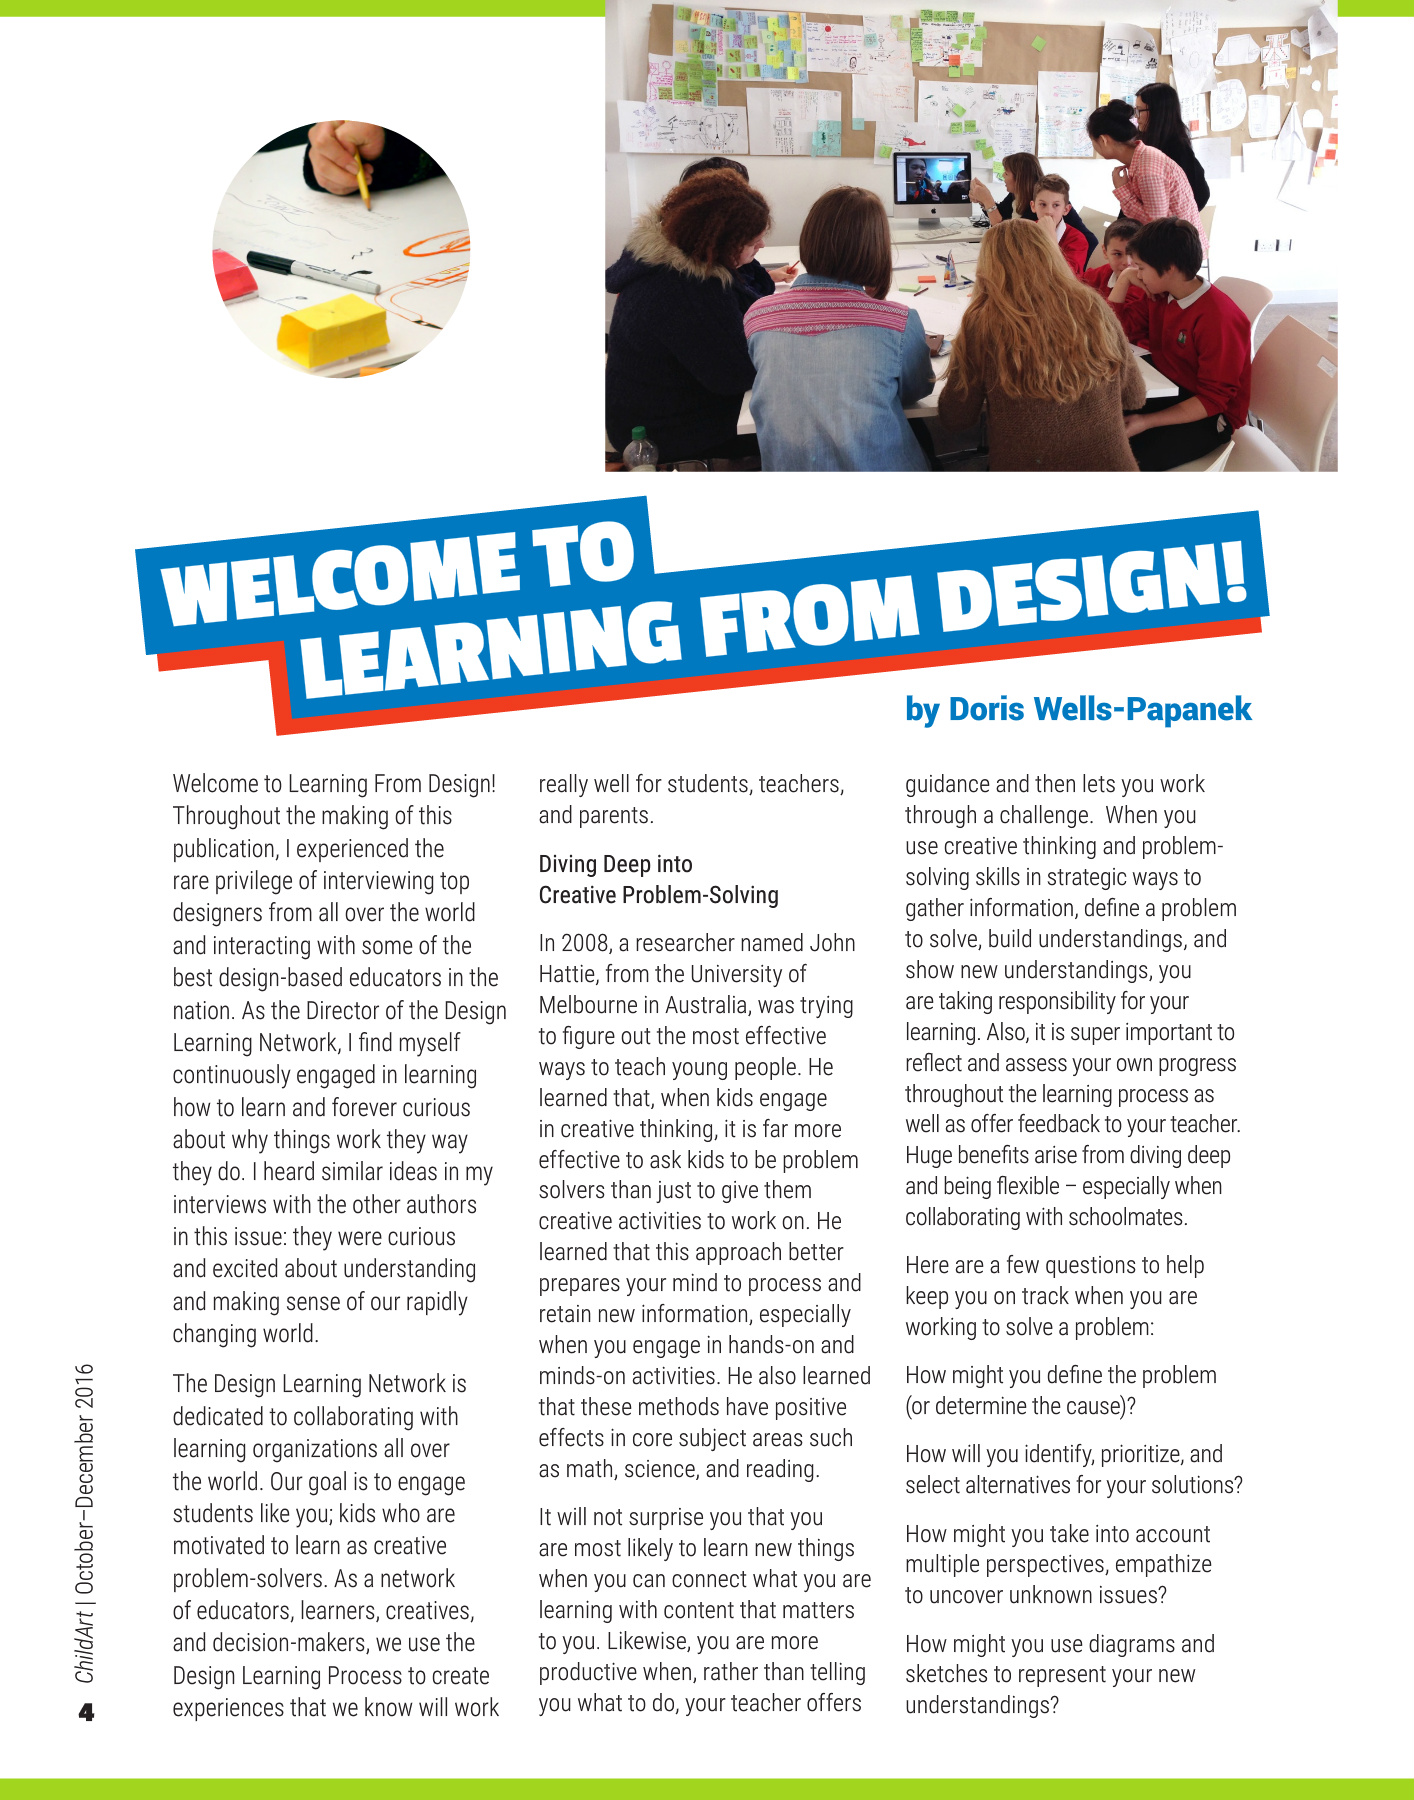 WELCOME TO
LEARNING FROM DESIGN!
by Doris Wells-Papanek
Welcome to Learning From Design!
Throughout the making of this
publication, I experienced the
rare privilege of interviewing top
designers from all over the world
and interacting with some of the
best design-based educators in the
nation. As the Director of the Design
Learning Network, I find myself
continuously engaged in learning
how to learn and forever curious
about why things work they way
they do. I heard similar ideas in my
interviews with the other authors
in this issue: they were curious
and excited about understanding
and making sense of our rapidly
changing world.
The Design Learning Network is
dedicated to collaborating with
learning organizations all over
the world. Our goal is to engage
students like you; kids who are
motivated to learn as creative
problem-solvers. As a network
of educators, learners, creatives,
and decision-makers, we use the
Design Learning Process to create
experiences that we know will work
really well for students, teachers,
and parents.
Diving Deep into
Creative Problem-Solving
In 2008, a researcher named John
Hattie, from the University of
Melbourne in Australia, was trying
to figure out the most effective
ways to teach young people. He
learned that, when kids engage
in creative thinking, it is far more
effective to ask kids to be problem
solvers than just to give them
creative activities to work on. He
learned that this approach better
prepares your mind to process and
retain new information, especially
when you engage in hands-on and
minds-on activities. He also learned
that these methods have positive
effects in core subject areas such
as math, science, and reading.
It will not surprise you that you
are most likely to learn new things
when you can connect what you are
learning with content that matters
to you. Likewise, you are more
productive when, rather than telling
you what to do, your teacher offers
guidance and then lets you work
through a challenge.  When you
use creative thinking and problem-
solving skills in strategic ways to
gather information, define a problem
to solve, build understandings, and
show new understandings, you
are taking responsibility for your
learning. Also, it is super important to
reflect and assess your own progress
throughout the learning process as
well as offer feedback to your teacher.
Huge benefits arise from diving deep
and being flexible – especially when
collaborating with schoolmates.
Here are a few questions to help
keep you on track when you are
working to solve a problem:
How might you define the problem
(or determine the cause)?
How will you identify, prioritize, and
select alternatives for your solutions?
How might you take into account
multiple perspectives, empathize
to uncover unknown issues?
How might you use diagrams and
sketches to represent your new
understandings?
4 ChildArt | October–December 2016